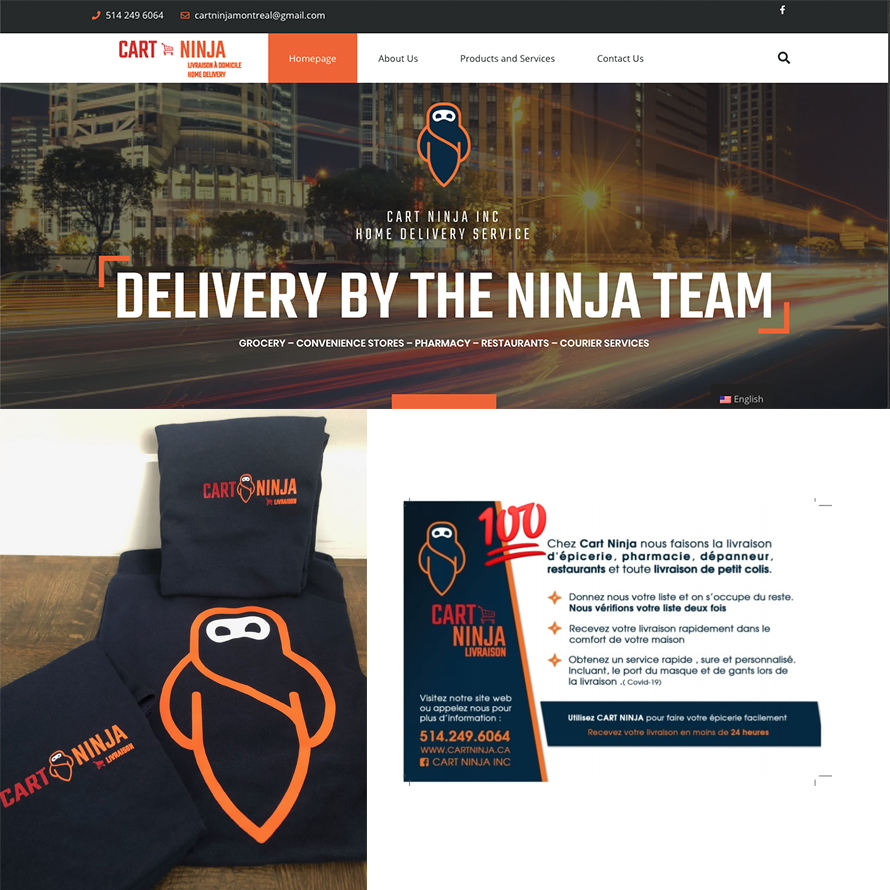 514 249 6064 cartninjamontreal@gmail.com
CART NINJA
LIVRAISON À DOMICILE
HOME DELIVERY
Homepage About Us Products and Services Contact Us
CART NINJA INC
HOME DELIVERY SERVICE
DELIVERY BY THE NINJA TEAM
GROCERY – CONVENIENCE STORES – PHARMACY – RESTAURANTS – COURIER SERVICES
English
CART NINJA
LIVRAISON
CART NINJA
LIVRAISON
100
CART
NINJA
LIVRAISON
Visitez notre site web
ou appelez nous pour
plus d'information :
514.249.6064
WWW.CARTNINJA.CA
CART NINJA INC
Chez Cart Ninja nous faisons la livraison
d'épicerie, pharmacie, dépanneur,
restaurants et toute livraison de petit colis.
Donnez nous votre liste et on s'occupe du reste.
Nous vérifions votre liste deux fois
Recevez votre livraison rapidement dans le
comfort de votre maison
Obtenez un service rapide , sure et personnalisé.
Incluant, le port du masque et de gants lors de
la livraison .( Covid-19)
Utilisez CART NINJA pour faire votre épicerie facilement
Recevez votre livraison en moins de 24 heures